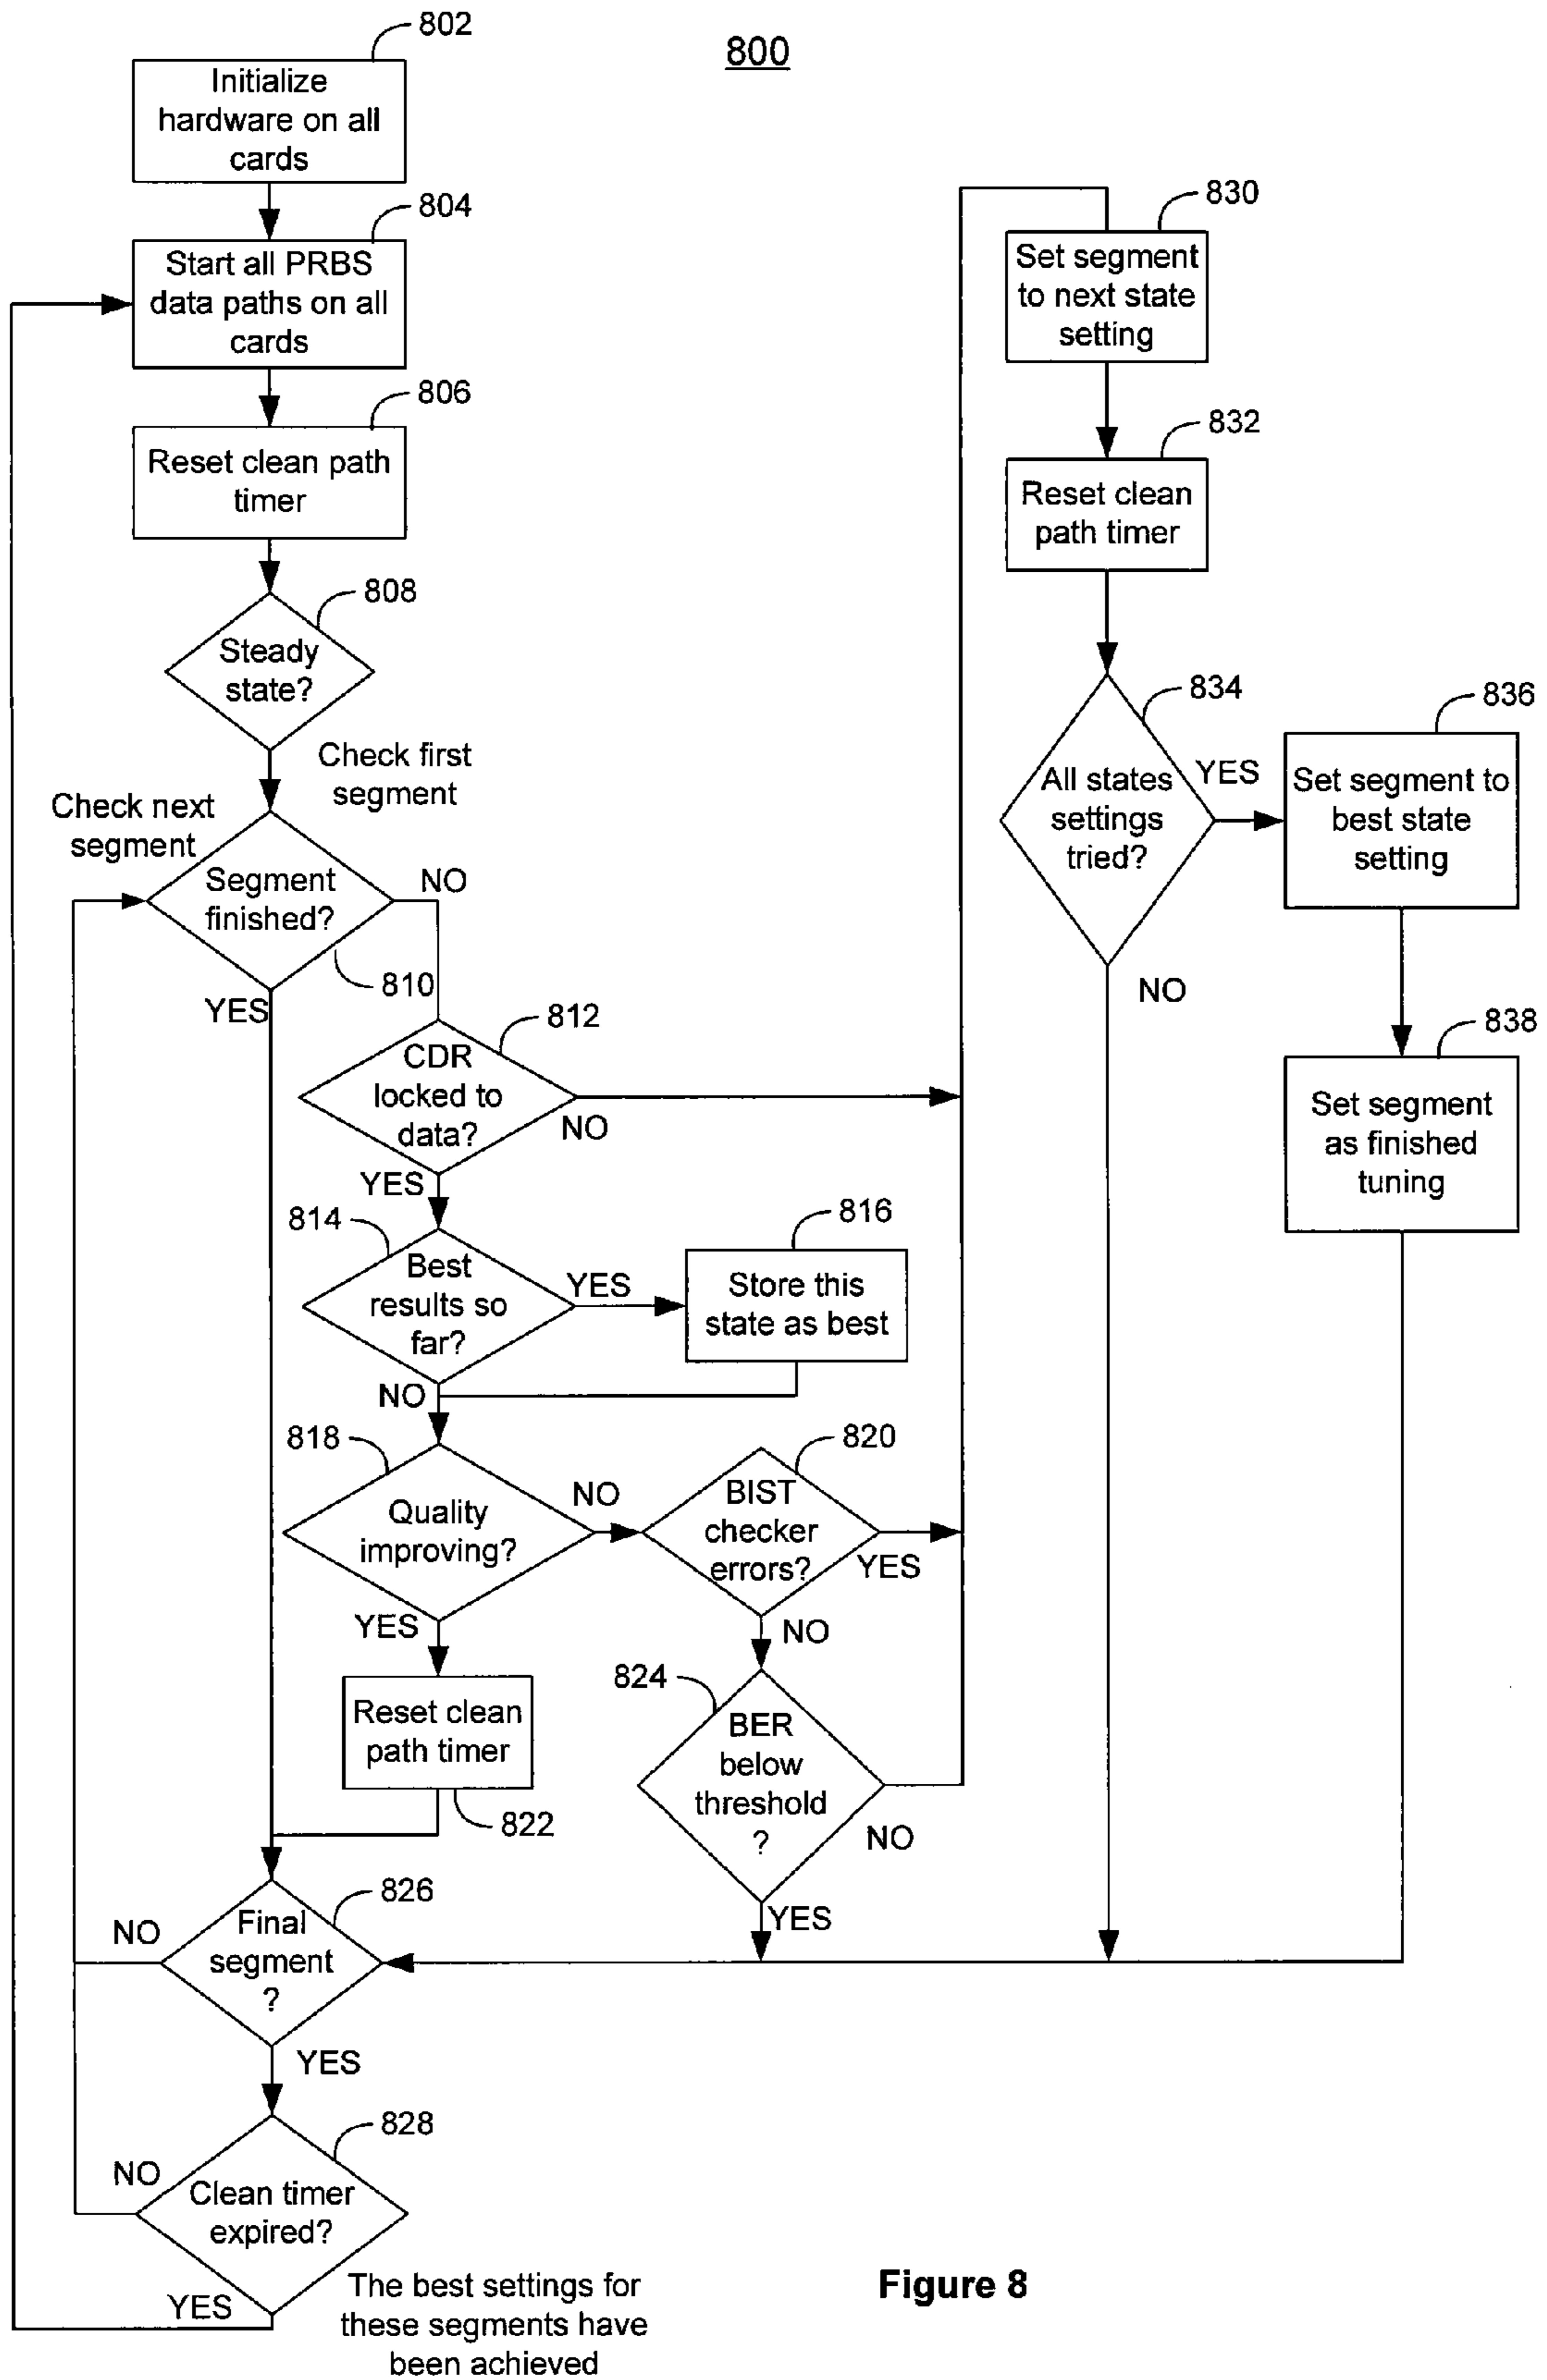 800
802
Initialize
hardware on all
cards
804
Start all PRBS
data paths on all
cards
806
Reset clean path
timer
808
Steady
state?
Check first
segment
Check next
segment
Segment
finished?
NO
810
YES
812
CDR
locked to
data?
NO
YES
814
Best
results so
far?
YES
816
Store this
state as best
NO
818
Quality
improving?
NO
820
BIST
checker
errors?
YES
YES
NO
Reset clean
path timer
822
824
BER
below
threshold
?
NO
YES
826
Final
segment
?
NO
YES
828
Clean timer
expired?
NO
YES
The best settings for
these segments have
been achieved
830
Set segment
to next state
setting
832
Reset clean
path timer
834
All states
settings
tried?
YES
NO
836
Set segment to
best state
setting
838
Set segment
as finished
tuning
Figure 8